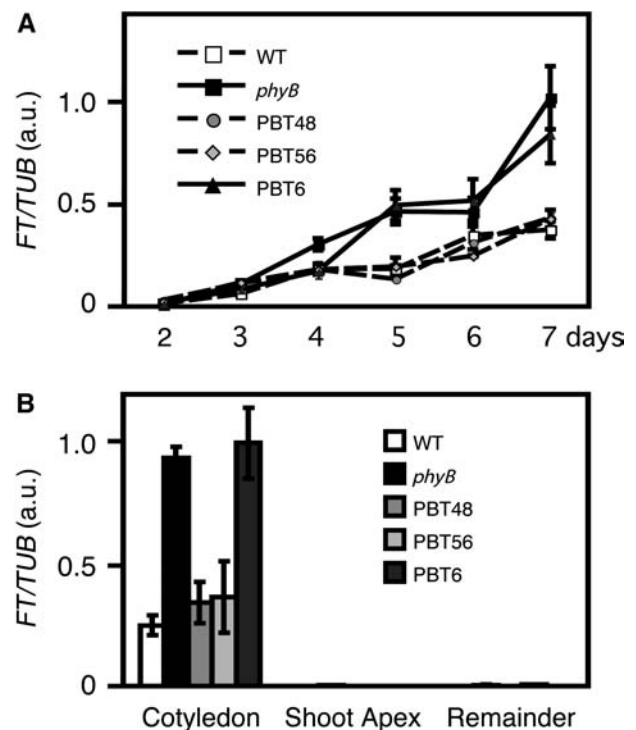 A
FT/TUB (a.u.)
1.0
0.5
0
WT
phyB
PBT48
PBT56
PBT6
2 3 4 5 6 7 days
B
FT/TUB (a.u.)
1.0
0.5
0
WT
phyB
PBT48
PBT56
PBT6
Cotyledon Shoot Apex Remainder